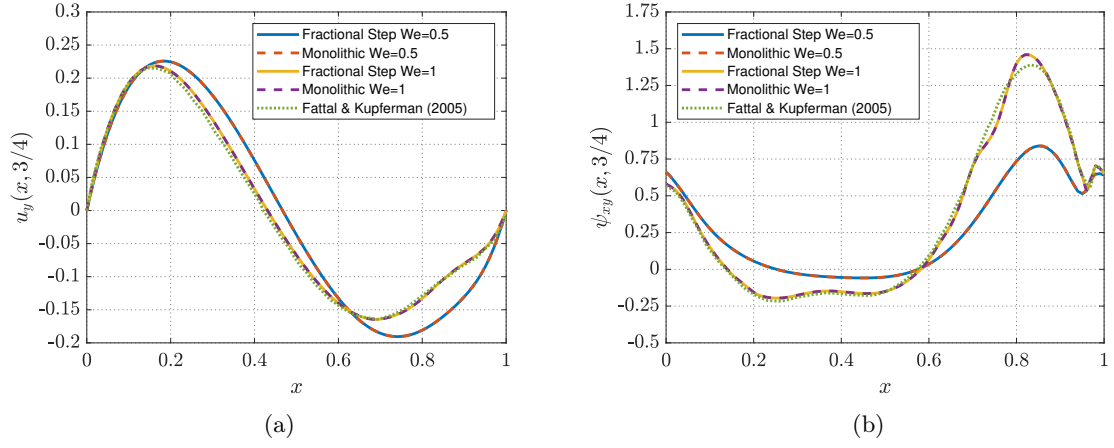 0.3
0.25
0.2
0.15
0.1
0.05
0
-0.05
-0.1
-0.15
-0.2
0 0.2 0.4 0.6 0.8 1
x
u_y(x, 3/4)
Fractional Step We=0.5
Monolithic We=0.5
Fractional Step We=1
Monolithic We=1
Fattal & Kupferman (2005)
(a)
1.75
1.5
1.25
1
0.75
0.5
0.25
0
-0.25
-0.5
0 0.2 0.4 0.6 0.8 1
x
ψ_xy(x, 3/4)
Fractional Step We=0.5
Monolithic We=0.5
Fractional Step We=1
Monolithic We=1
Fattal & Kupferman (2005)
(b)